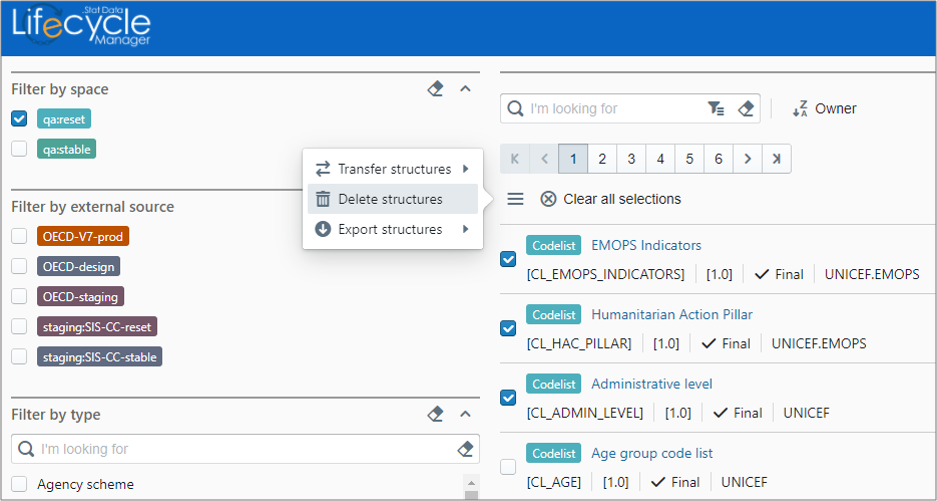 .Stat Data
Lifecycle
Manager
Filter by space
qa:reset
qa:stable
Filter by external source
OECD-V7-prod
OECD-design
OECD-staging
staging:SIS-CC-reset
staging:SIS-CC-stable
Filter by type
I'm looking for
Agency scheme
Transfer structures
Delete structures
Export structures
I'm looking for
Z
A
Owner
1 2 3 4 5 6
Clear all selections
Codelist EMOPS Indicators
[CL_EMOPS_INDICATORS] [1.0] Final UNICEF.EMOPS
Codelist Humanitarian Action Pillar
[CL_HAC_PILLAR] [1.0] Final UNICEF.EMOPS
Codelist Administrative level
[CL_ADMIN_LEVEL] [1.0] Final UNICEF
Codelist Age group code list
[CL_AGE] [1.0] Final UNICEF